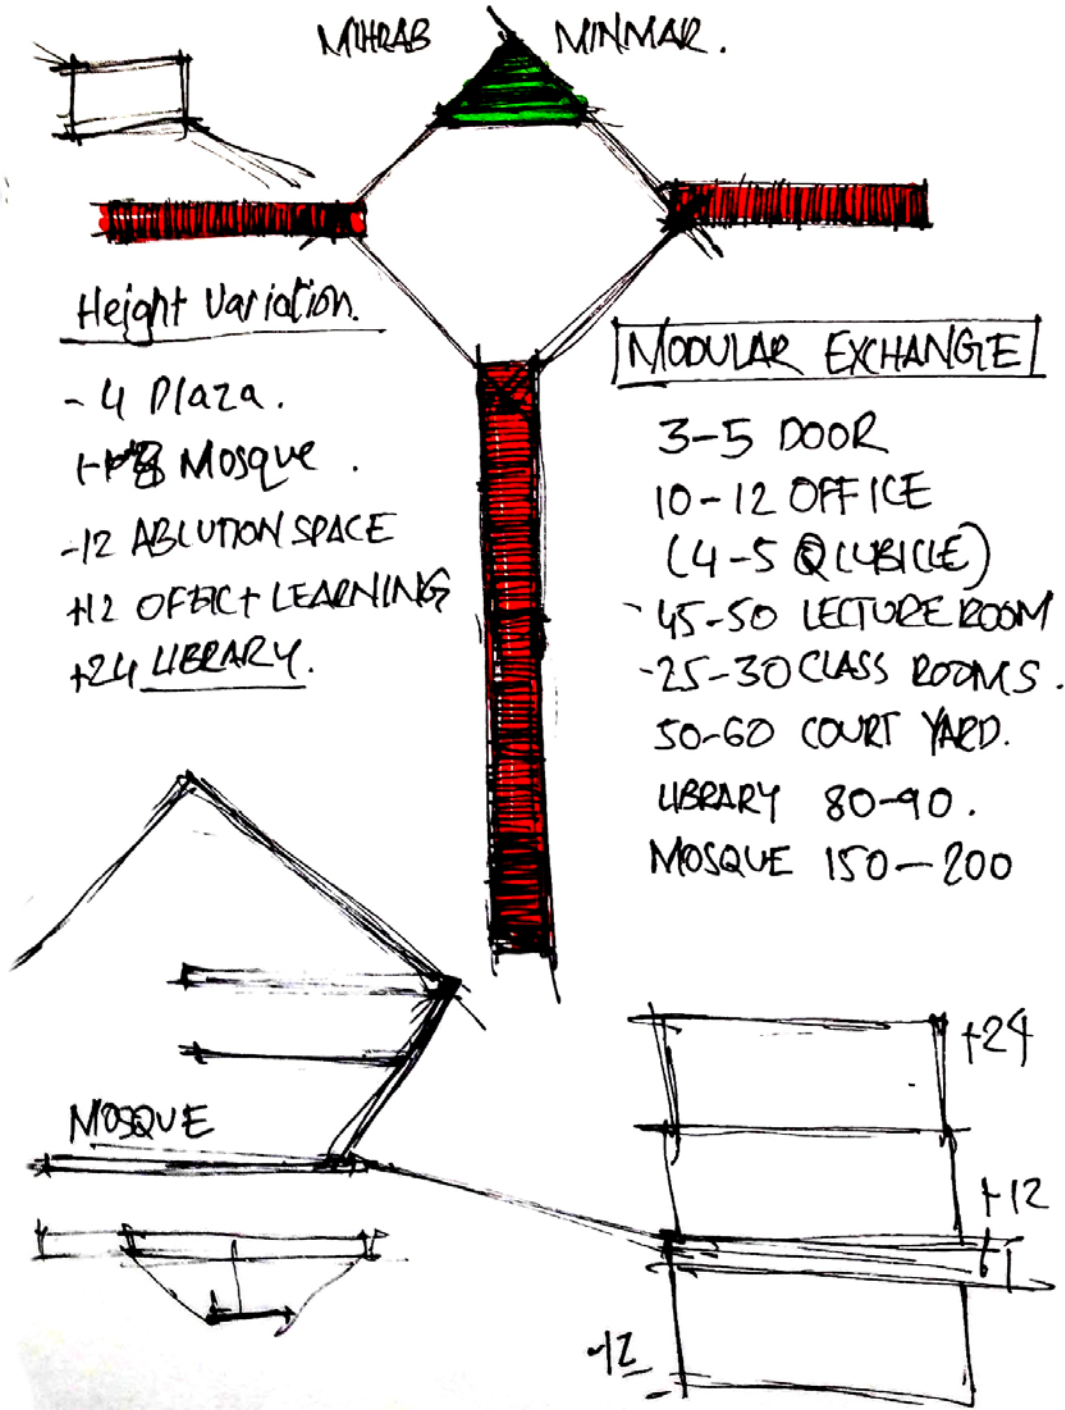 MIHRAB MINMAR.
Height Variation.
-4 Plaza.
Mosque.
-12 ABLUTION SPACE
+12 OFFICE+ LEARNING
+24 LIBRARY.
MODULAR EXCHANGE
3-5 DOOR
10-12 OFFICE
(4-5 CUBICLE)
-45-50 LECTURE ROOM
-25-30 CLASS ROOMS.
50-60 COURT YARD.
LIBRARY 80-90.
MOSQUE 150-200
MOSQUE
+24
+12
-12